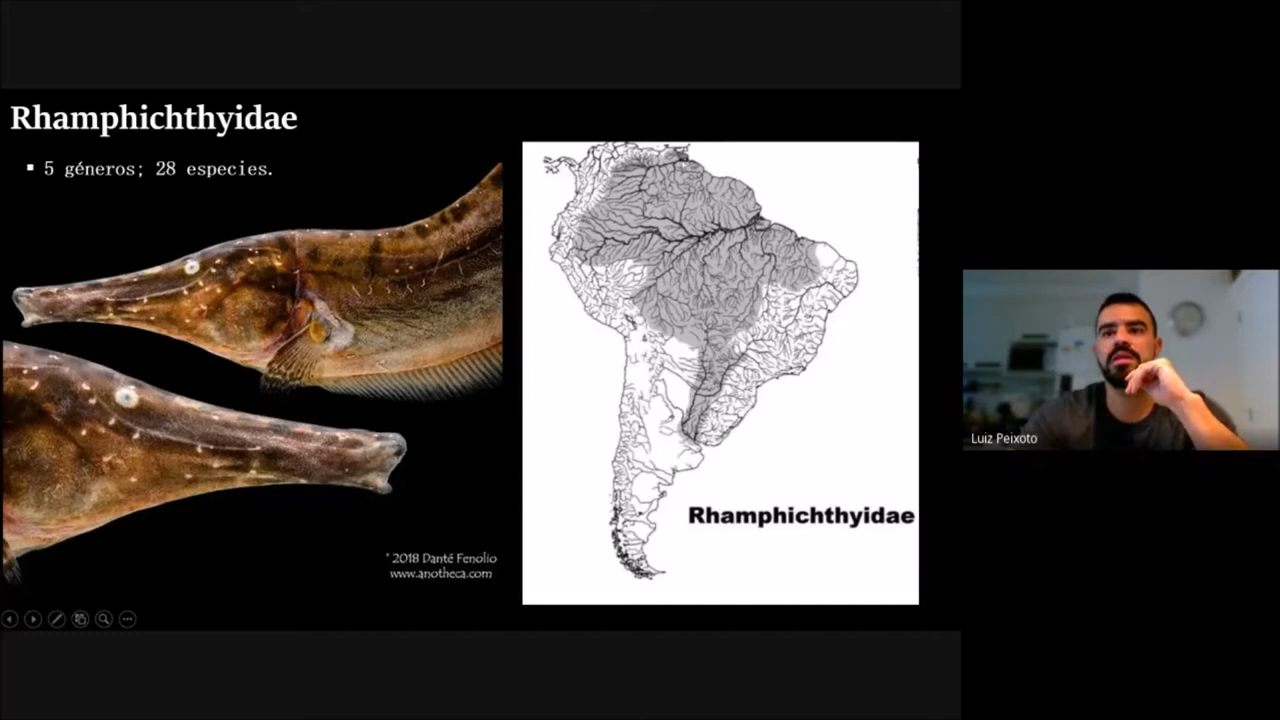 Rhamphichthyidae
▪ 5 géneros; 28 especies.
* 2018 Danté Fenolio
www.anotheca.com
Rhamphichthyidae
Luiz Peixoto